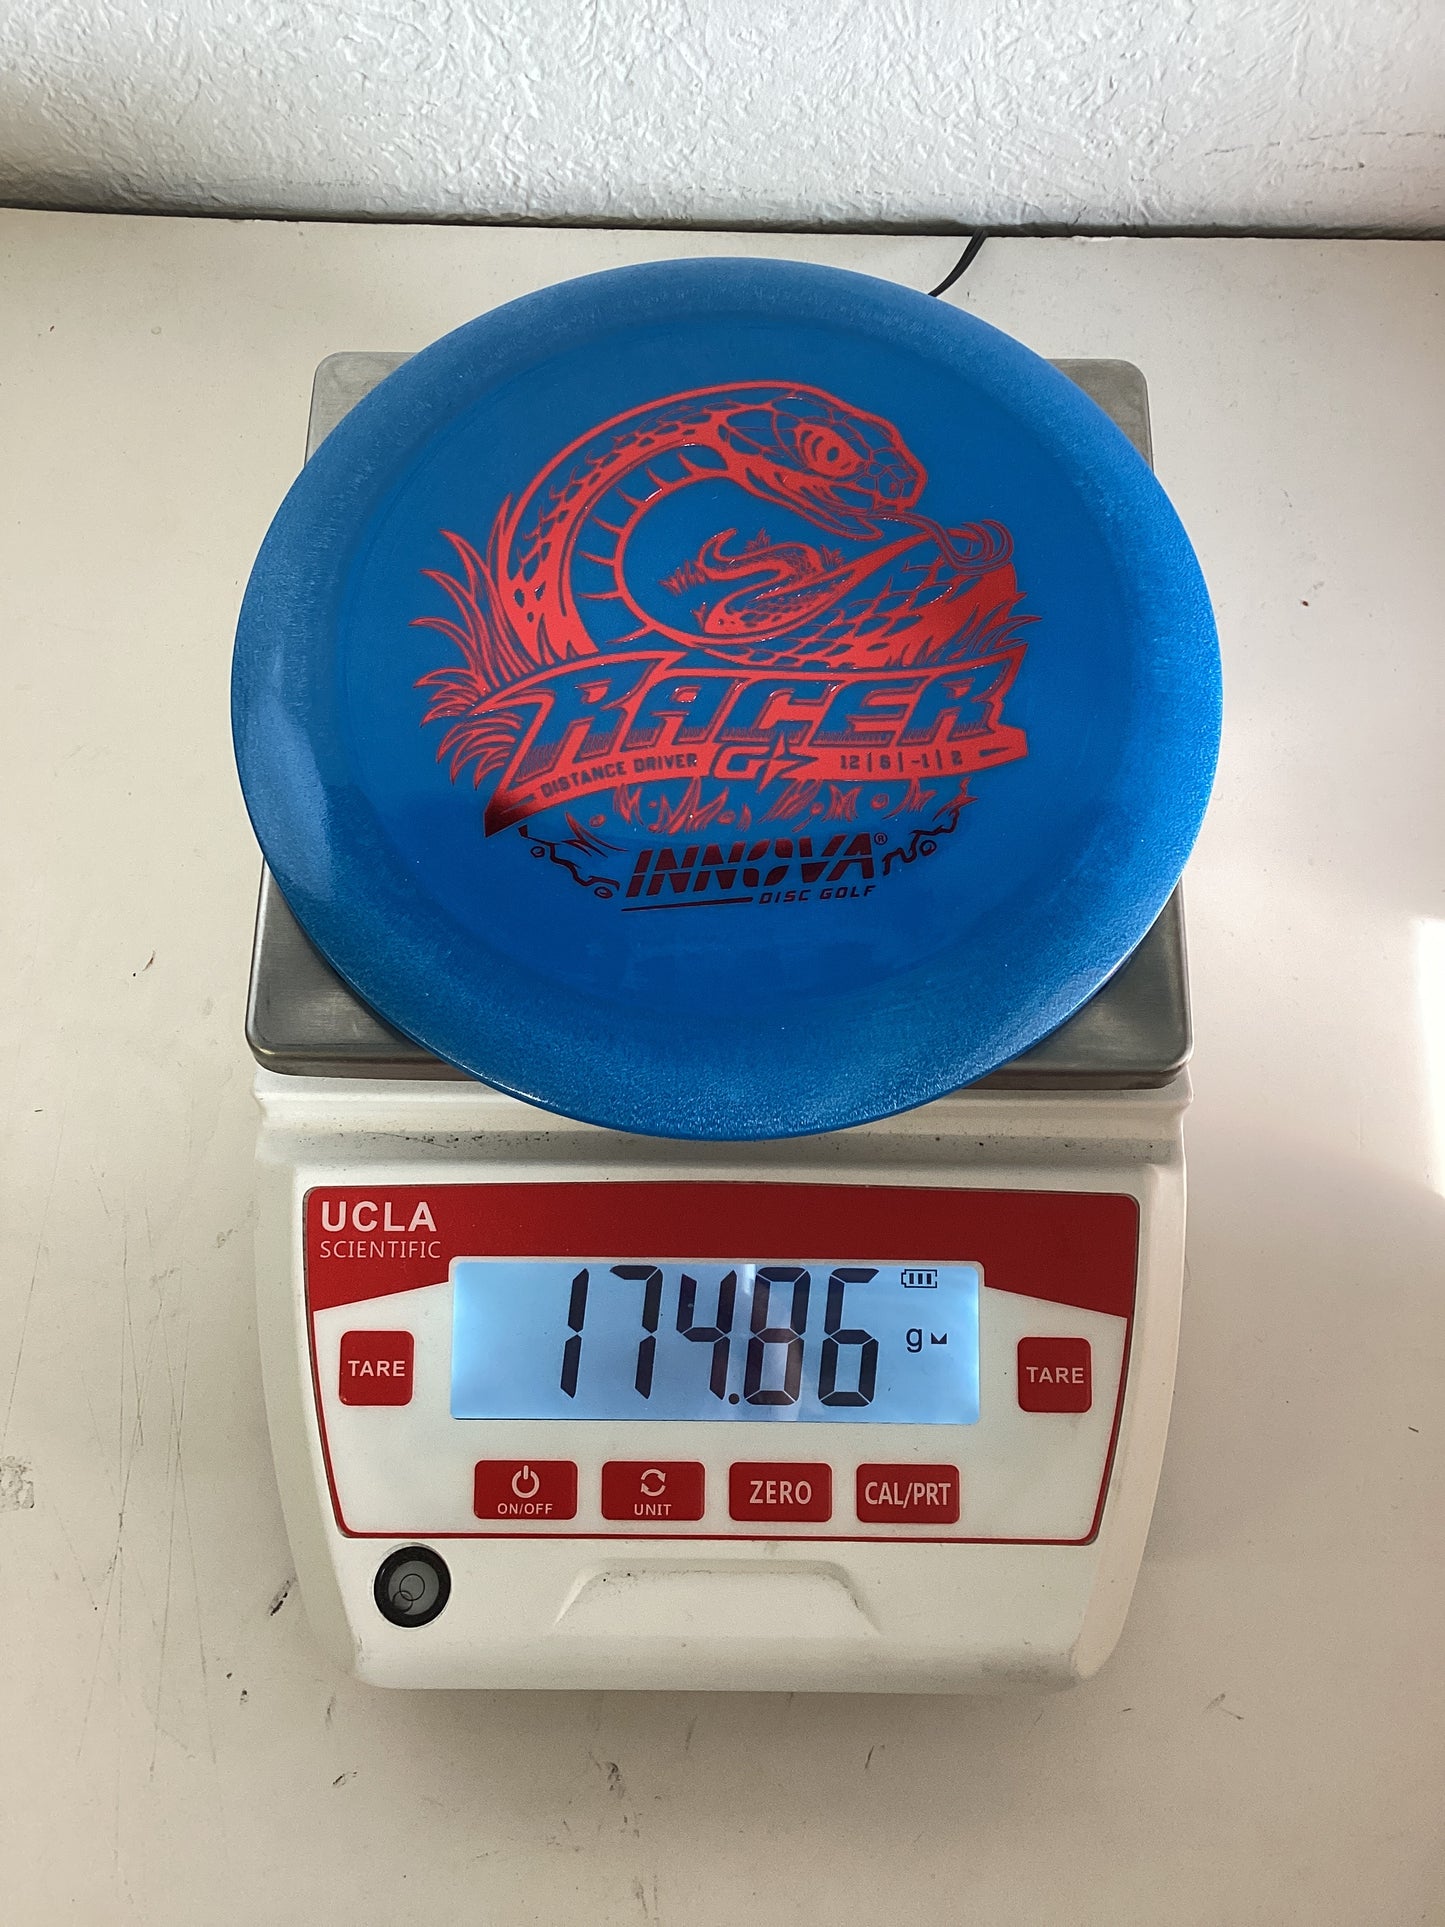 RACER
DISTANCE DRIVER G 12 | 6 | -1 | 2
INNOVA®
DISC GOLF
UCLA
SCIENTIFIC
174.86 g
TARE
TARE
ON/OFF
UNIT
ZERO
CAL/PRT